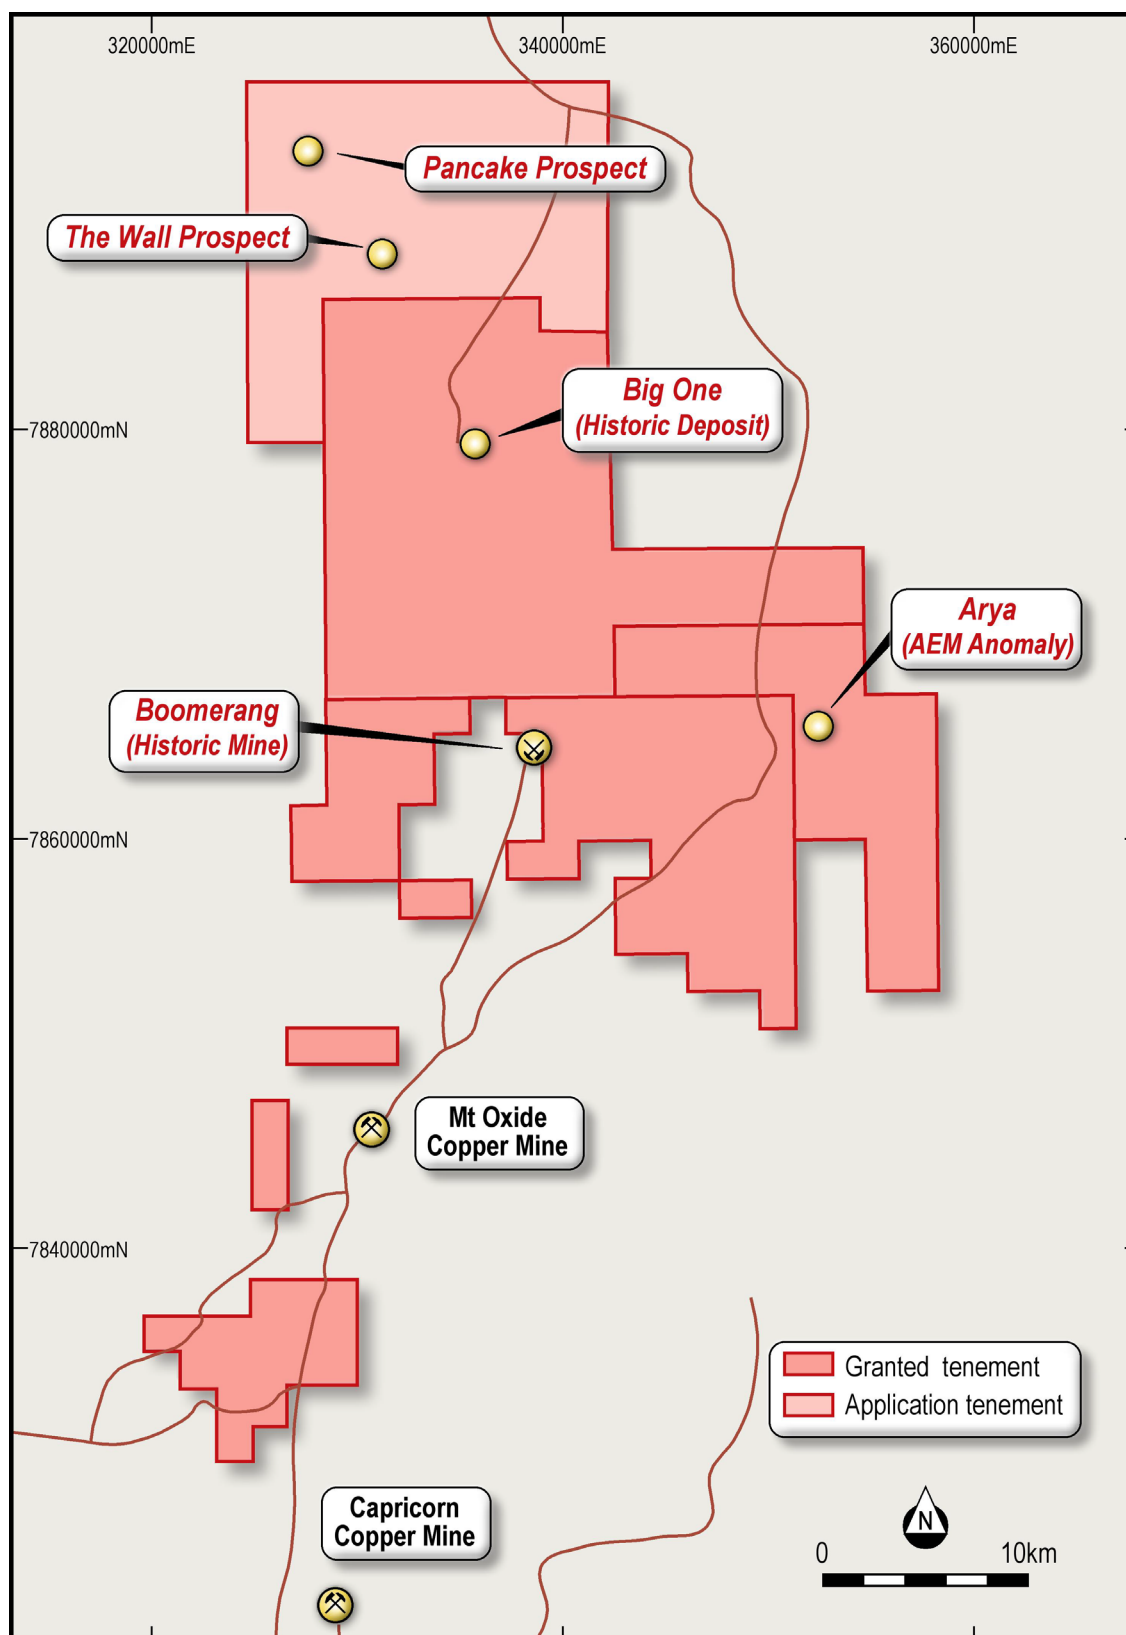 320000mE
340000mE
360000mE
Pancake Prospect
The Wall Prospect
Big One
(Historic Deposit)
7880000mN
Arya
(AEM Anomaly)
Boomerang
(Historic Mine)
7860000mN
Mt Oxide
Copper Mine
7840000mN
Granted tenement
Application tenement
Capricorn
Copper Mine
N
0 10km